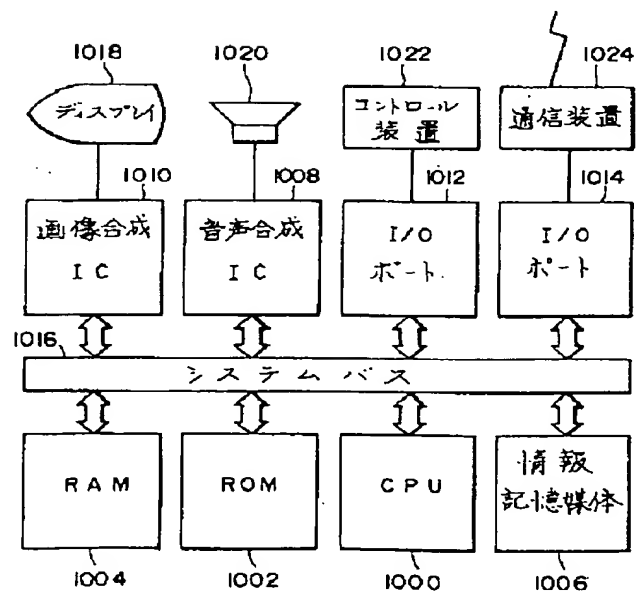 1018
1020
1022
1024
ディスプレイ
コントロール
装置
通信装置
1010
1008
1012
1014
画像合成
IC
音声合成
IC
I/O
ポート
I/O
ポート
1016
システムバス
RAM
ROM
CPU
情報
記憶媒体
1004
1002
1000
1006